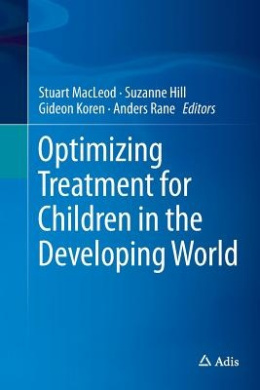 Stuart MacLeod · Suzanne Hill
Gideon Koren · Anders Rane Editors
Optimizing
Treatment for
Children in the
Developing World
Adis